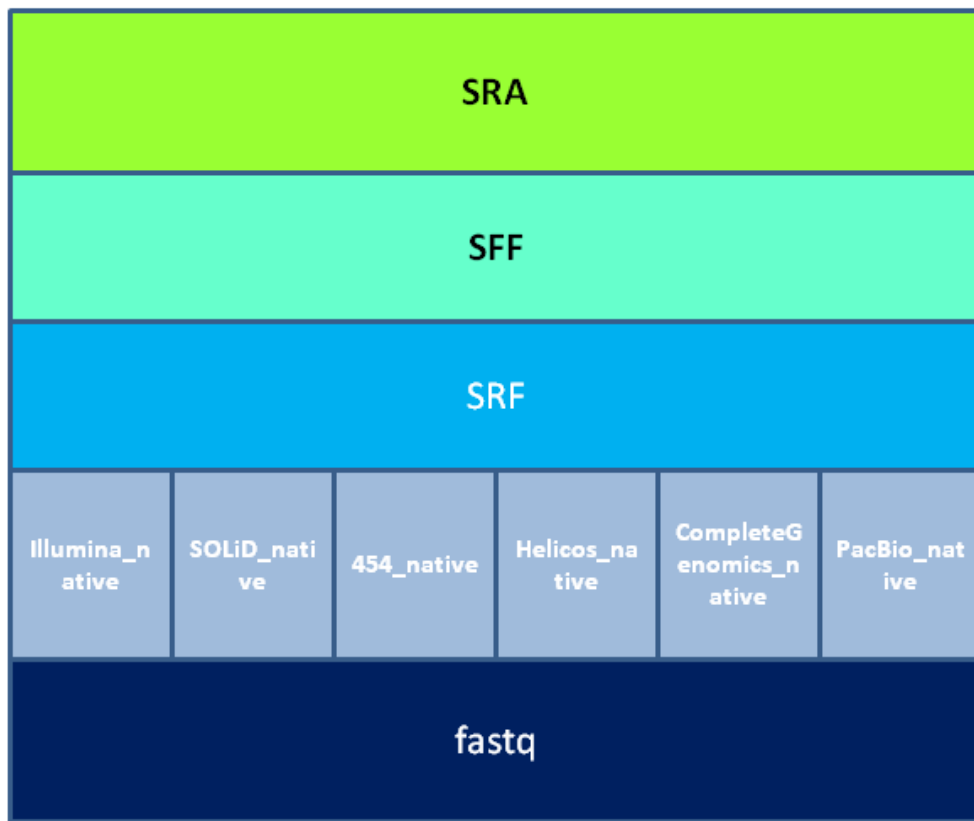 SRA
SFF
SRF
Illumina_n
ative
SOLiD_nati
ve
454_native
Helicos_na
tive
CompleteG
enomics_n
ative
PacBio_nat
ive
fastq